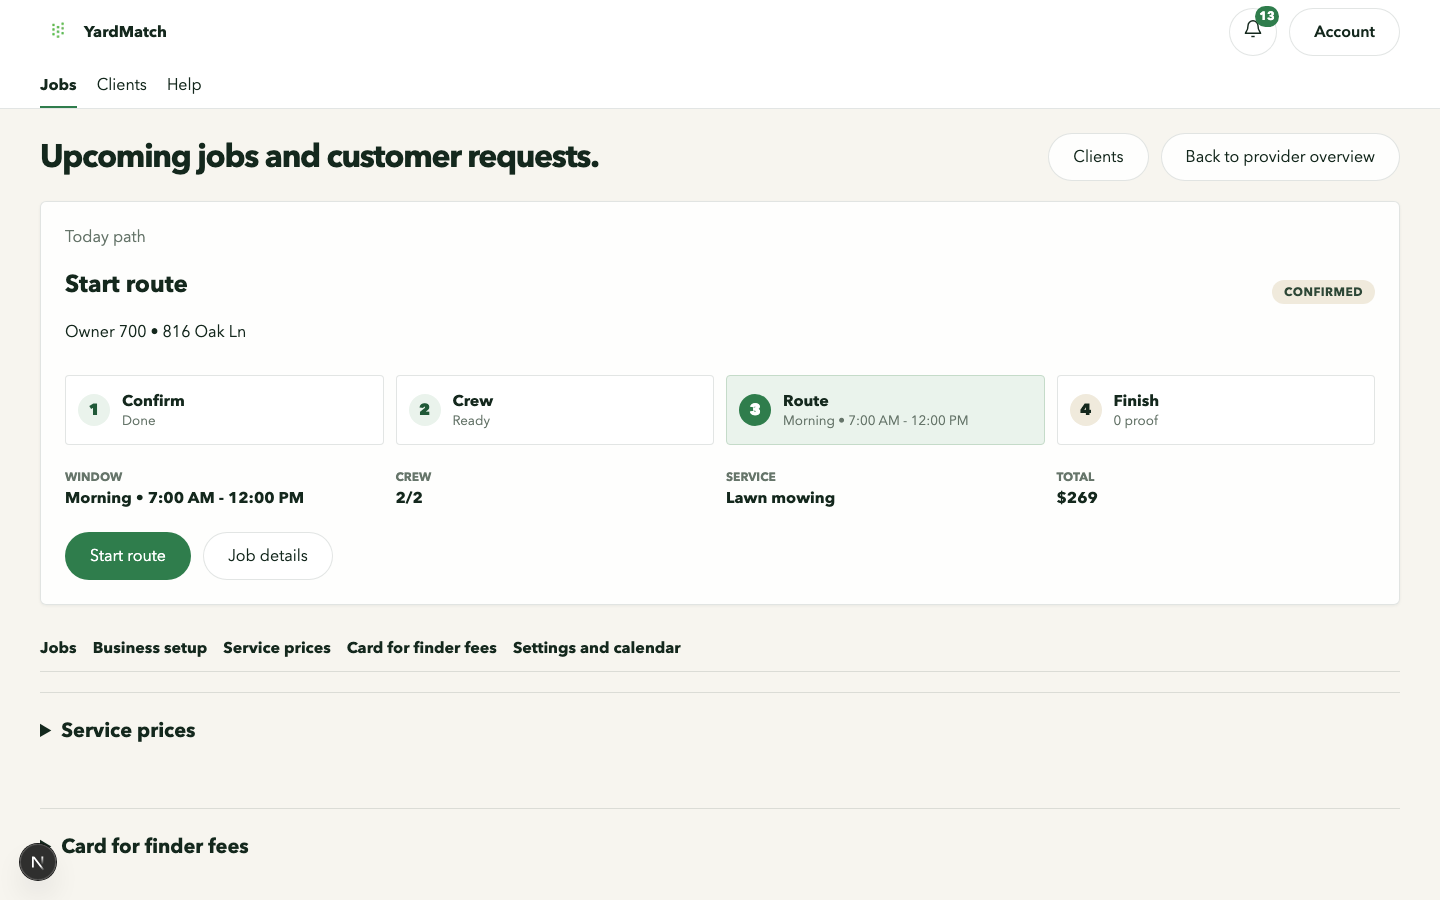 YardMatch
13
Account
Jobs Clients Help
Upcoming jobs and customer requests.
Clients
Back to provider overview
Today path
Start route
CONFIRMED
Owner 700 • 816 Oak Ln
1 Confirm
Done
2 Crew
Ready
3 Route
Morning • 7:00 AM - 12:00 PM
4 Finish
0 proof
WINDOW
Morning • 7:00 AM - 12:00 PM
CREW
2/2
SERVICE
Lawn mowing
TOTAL
$269
Start route
Job details
Jobs Business setup Service prices Card for finder fees Settings and calendar
Service prices
Card for finder fees
N